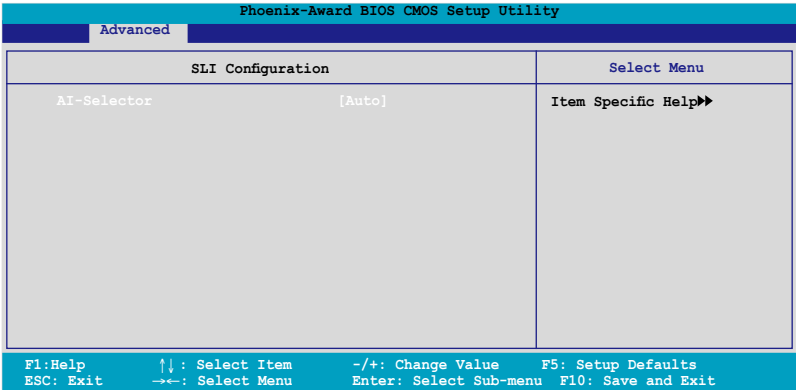 Phoenix-Award BIOS CMOS Setup Utility
Advanced
SLI Configuration
Select Menu
AI-Selector [Auto]
Item Specific Help▶▶
F1:Help ↑↓: Select Item -/+: Change Value F5: Setup Defaults
ESC: Exit →←: Select Menu Enter: Select Sub-menu F10: Save and Exit